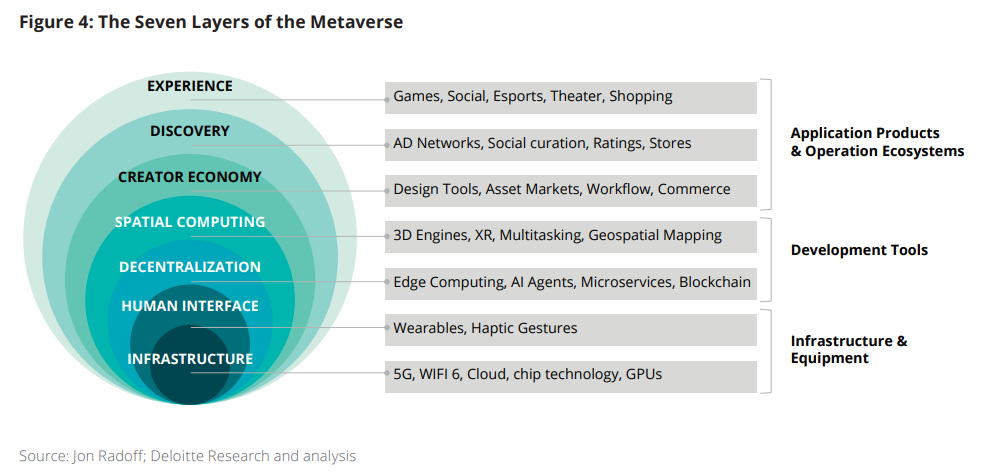 Figure 4: The Seven Layers of the Metaverse
EXPERIENCE
Games, Social, Esports, Theater, Shopping
DISCOVERY
AD Networks, Social curation, Ratings, Stores
CREATOR ECONOMY
Design Tools, Asset Markets, Workflow, Commerce
Application Products
& Operation Ecosystems
SPATIAL COMPUTING
3D Engines, XR, Multitasking, Geospatial Mapping
DECENTRALIZATION
Edge Computing, AI Agents, Microservices, Blockchain
Development Tools
HUMAN INTERFACE
Wearables, Haptic Gestures
INFRASTRUCTURE
5G, WIFI 6, Cloud, chip technology, GPUs
Infrastructure &
Equipment
Source: Jon Radoff; Deloitte Research and analysis